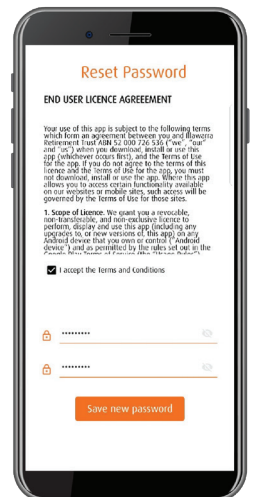 Reset Password
END USER LICENCE AGREEEMENT
Your use of this app is subject to the following terms
which form an agreement between you and Illawarra
Retirement Trust ABN 52 000 726 536 ("we", "our"
and "us") when you download, install or use this
app (whichever occurs first), and the Terms of Use
for the app. If you do not agree to the terms of this
licence and the Terms of Use for the app, you must
not download, install or use the app. Where this app
allows you to access certain functionality available
on our websites or mobile sites, such access will be
governed by the Terms of Use for those sites.
1. Scope of Licence. We grant you a revocable,
non-transferable, and non-exclusive licence to
perform, display and use this app (including any
upgrades to, or new versions of, this app) on any
Android device that you own or control ("Android
device") and as permitted by the rules set out in the
Google Play Terms of Service (the "Usage Rules")
I accept the Terms and Conditions
•••••••••
•••••••••
Save new password